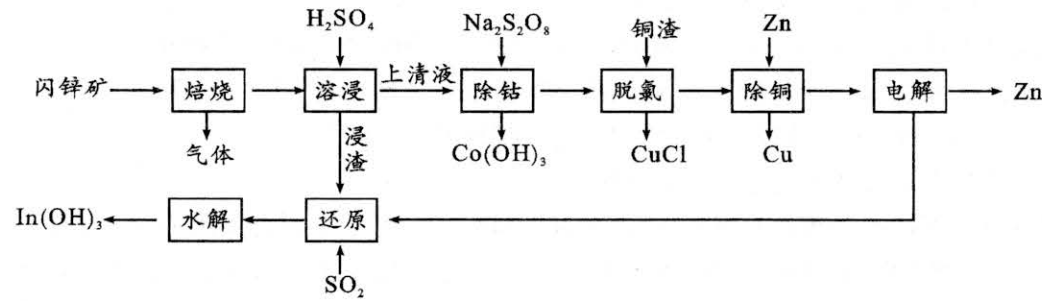 H₂SO₄ Na₂S₂O₈ 铜渣 Zn
闪锌矿 焙烧 溶浸 上清液 除钴 脱氯 除铜 电解 Zn
气体 浸渣 Co(OH)₃ CuCl Cu
In(OH)₃ 水解 还原
SO₂